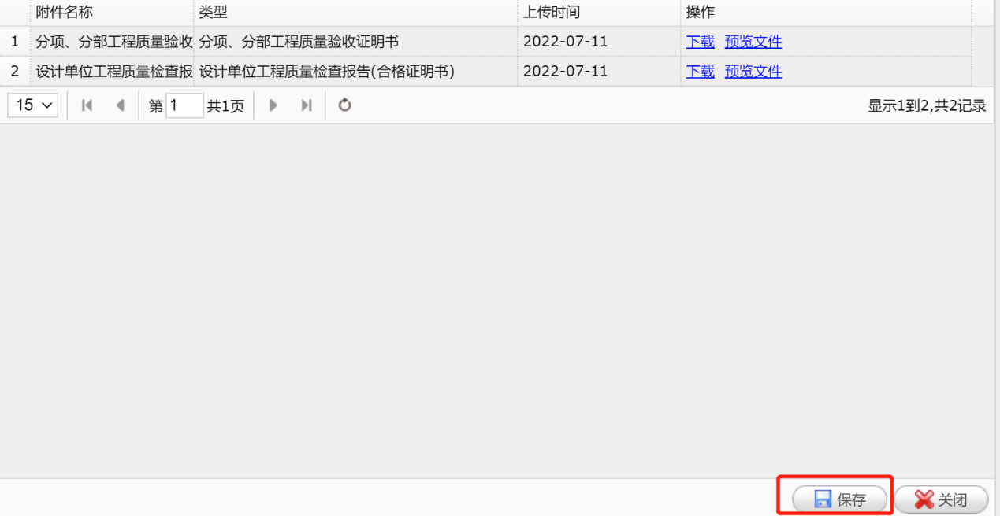 附件名称 类型 上传时间 操作
1 分项、分部工程质量验收 分项、分部工程质量验收证明书 2022-07-11 下载 预览文件
2 设计单位工程质量检查报 设计单位工程质量检查报告(合格证明书) 2022-07-11 下载 预览文件
15 第 1 共1页 显示1到2,共2记录
保存 关闭